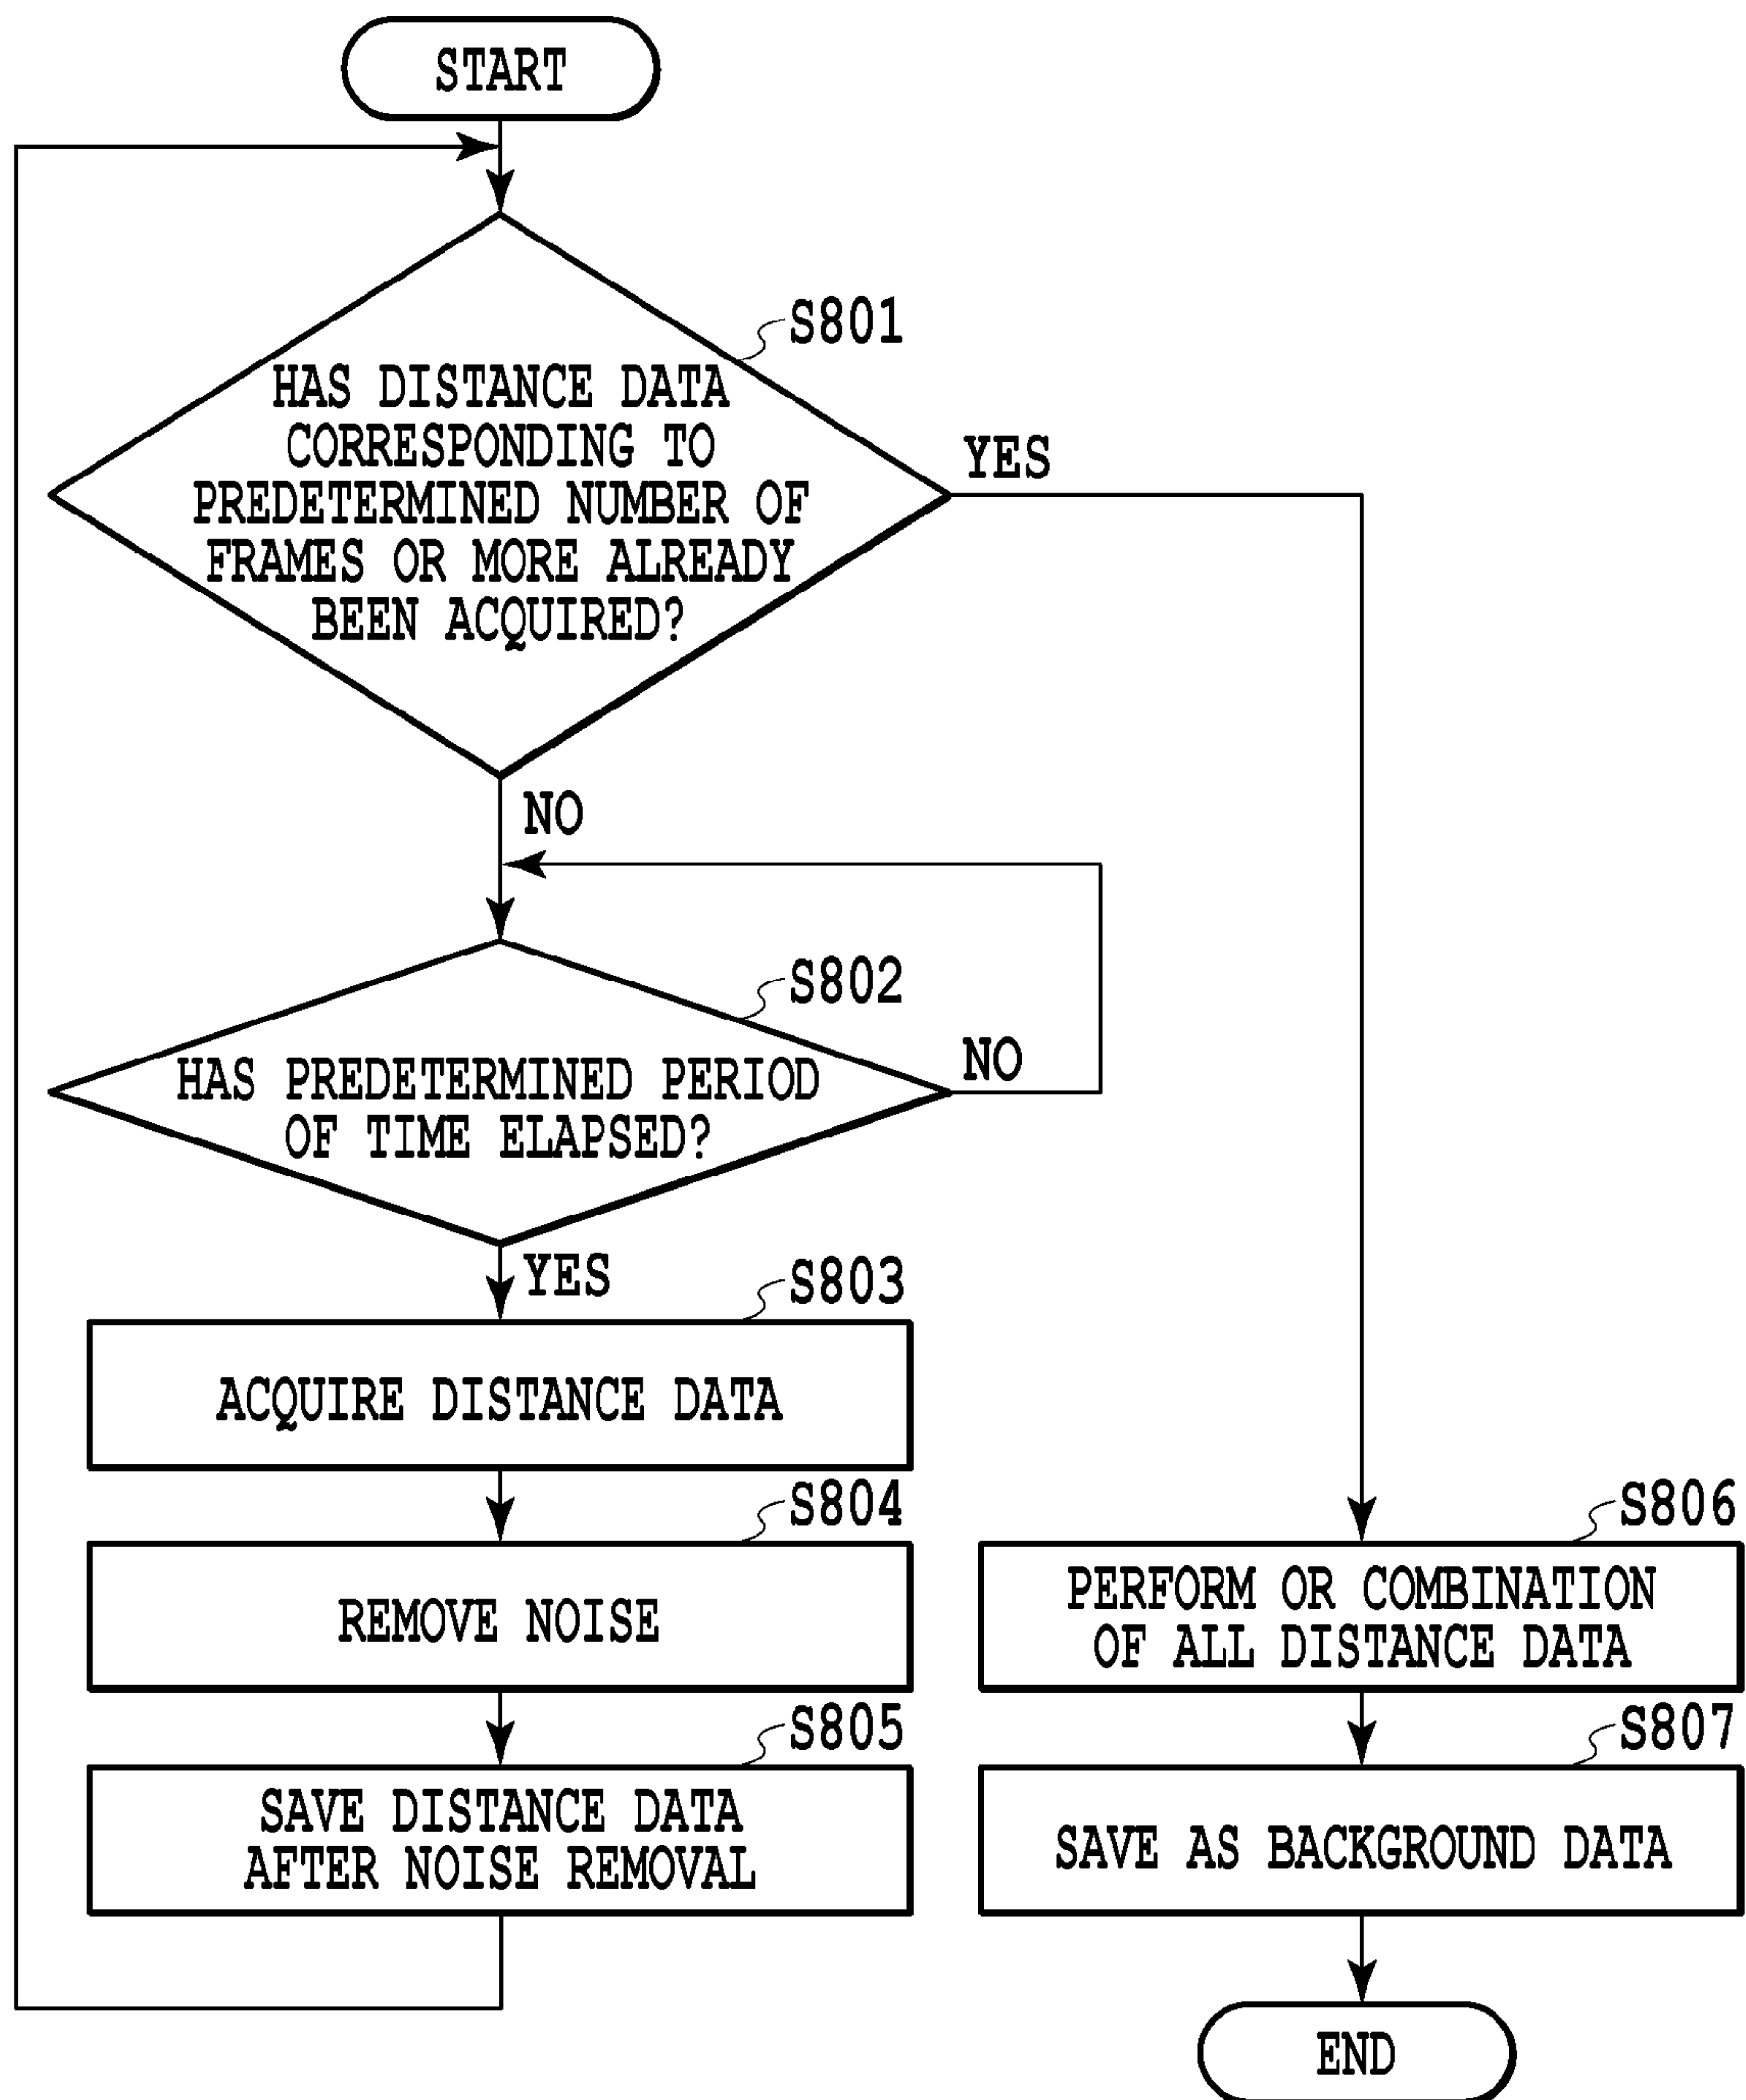 START
S801
HAS DISTANCE DATA
CORRESPONDING TO
PREDETERMINED NUMBER OF
FRAMES OR MORE ALREADY
BEEN ACQUIRED?
YES
NO
S802
HAS PREDETERMINED PERIOD
OF TIME ELAPSED?
NO
YES
S803
ACQUIRE DISTANCE DATA
S804
REMOVE NOISE
S805
SAVE DISTANCE DATA
AFTER NOISE REMOVAL
S806
PERFORM OR COMBINATION
OF ALL DISTANCE DATA
S807
SAVE AS BACKGROUND DATA
END